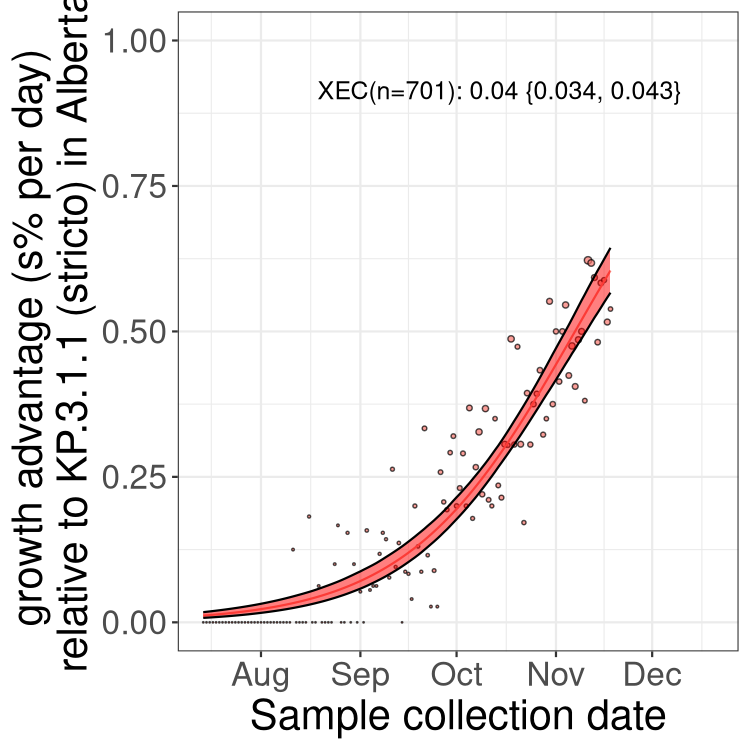 growth advantage (s% per day)
relative to KP.3.1.1 (stricto) in Alberta
1.00
0.75
0.50
0.25
0.00
XEC(n=701): 0.04 {0.034, 0.043}
Aug Sep Oct Nov Dec
Sample collection date